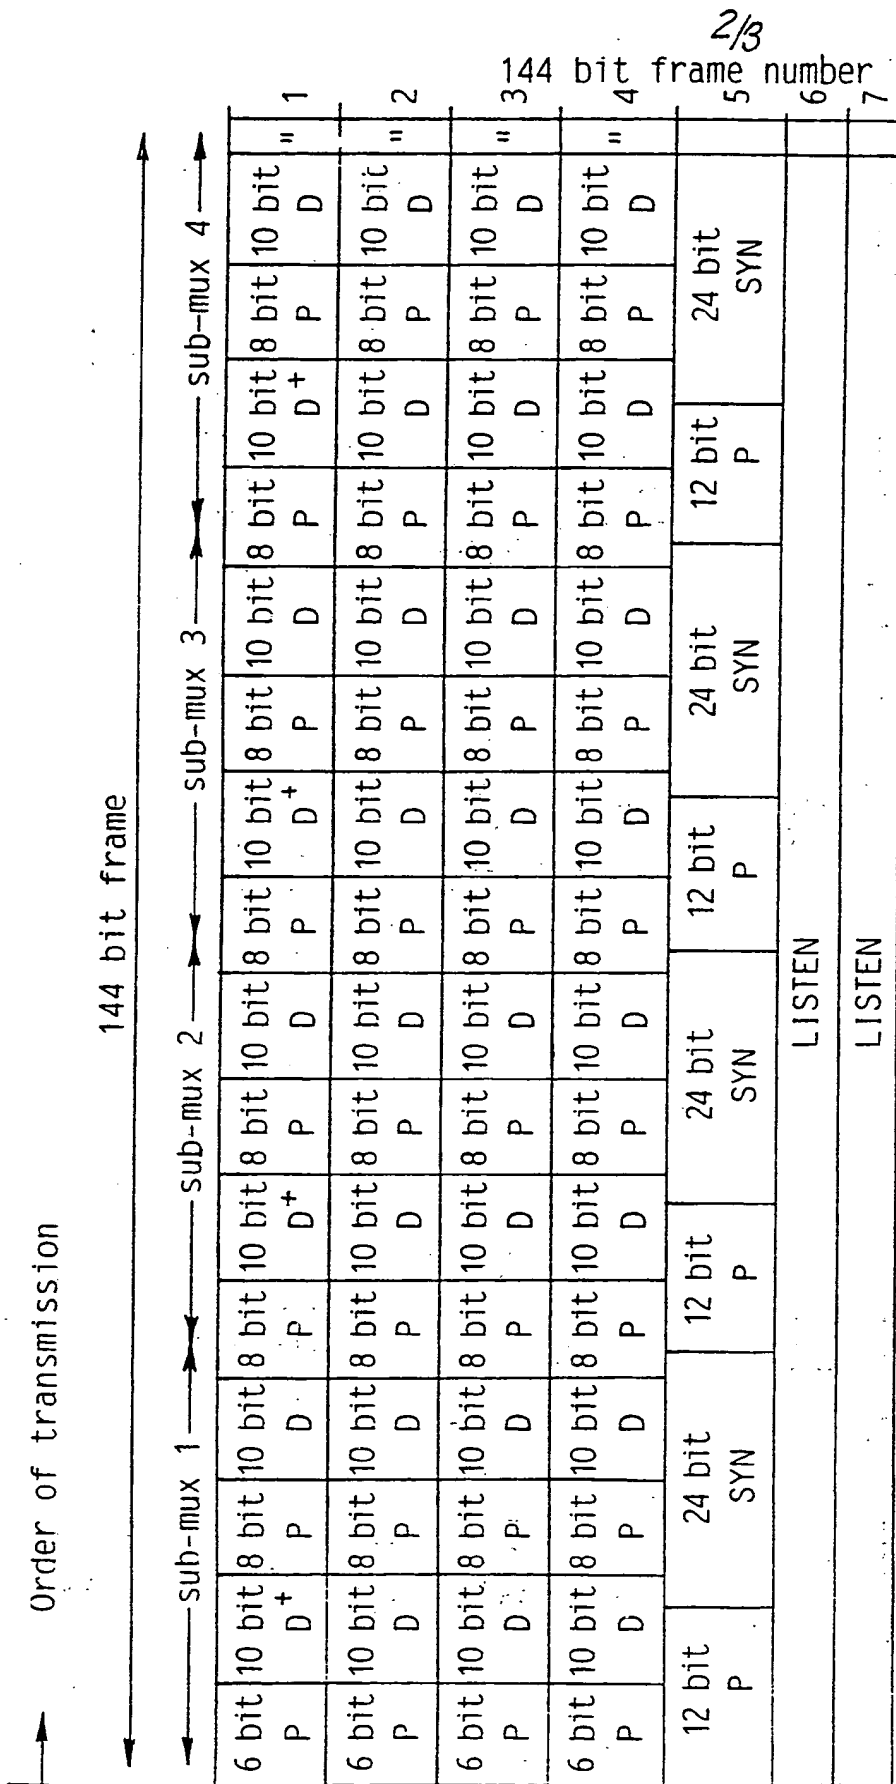 2/3
144 bit frame number
Order of transmission
144 bit frame
sub-mux 1 sub-mux 2 sub-mux 3 sub-mux 4
6 bit 10 bit 8 bit 10 bit 8 bit 10 bit 8 bit 10 bit 8 bit 10 bit 8 bit 10 bit 8 bit 10 bit 8 bit 10 bit " 1
P D+ P D P D+ P D P D+ P D P D+ P D
6 bit 10 bit 8 bit 10 bit 8 bit 10 bit 8 bit 10 bit 8 bit 10 bit 8 bit 10 bit 8 bit 10 bit 8 bit 10 bit " 2
P D P D P D P D P D P D P D P D
6 bit 10 bit 8 bit 10 bit 8 bit 10 bit 8 bit 10 bit 8 bit 10 bit 8 bit 10 bit 8 bit 10 bit 8 bit 10 bit " 3
P D P D P D P D P D P D P D P D
6 bit 10 bit 8 bit 10 bit 8 bit 10 bit 8 bit 10 bit 8 bit 10 bit 8 bit 10 bit 8 bit 10 bit 8 bit 10 bit " 4
P D P D P D P D P D P D P D P D
12 bit 24 bit 12 bit 24 bit 12 bit 24 bit 12 bit 24 bit 5
P SYN P SYN P SYN P SYN
LISTEN 6
LISTEN 7